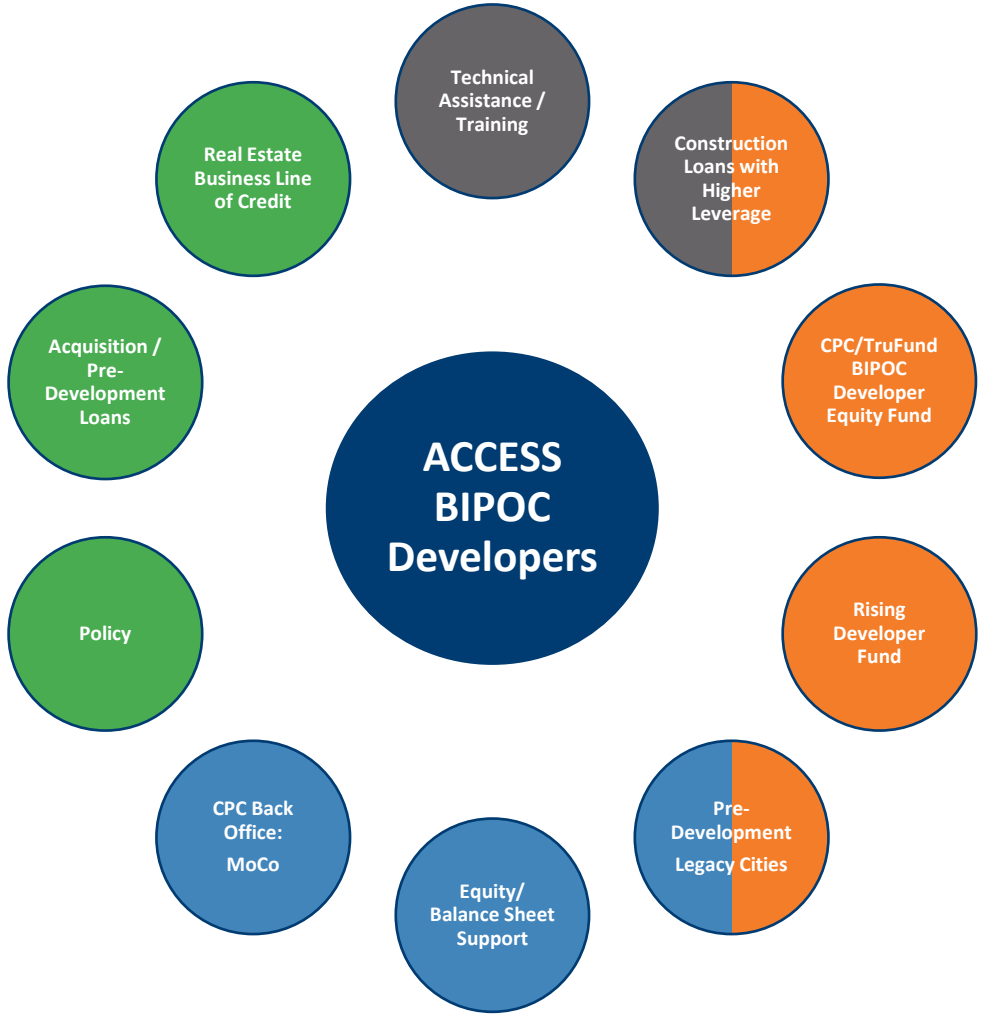 Technical
Assistance /
Training
Construction
Loans with
Higher
Leverage
CPC/TruFund
BIPOC
Developer
Equity Fund
Rising
Developer
Fund
Pre-
Development
Legacy Cities
Equity/
Balance Sheet
Support
CPC Back
Office:
MoCo
Policy
Acquisition /
Pre-
Development
Loans
Real Estate
Business Line
of Credit
ACCESS
BIPOC
Developers